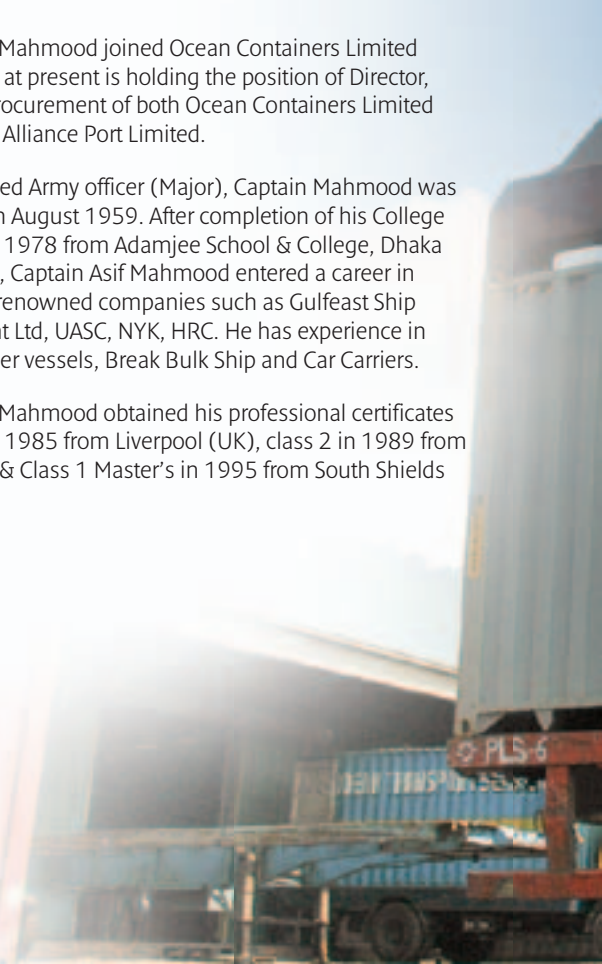 Mahmood joined Ocean Containers Limited
at present is holding the position of Director,
rocurement of both Ocean Containers Limited
Alliance Port Limited.
ed Army officer (Major), Captain Mahmood was
n August 1959. After completion of his College
1978 from Adamjee School & College, Dhaka
, Captain Asif Mahmood entered a career in
renowned companies such as Gulfeast Ship
t Ltd, UASC, NYK, HRC. He has experience in
er vessels, Break Bulk Ship and Car Carriers.
Mahmood obtained his professional certificates
1985 from Liverpool (UK), class 2 in 1989 from
& Class 1 Master’s in 1995 from South Shields
PLS-6